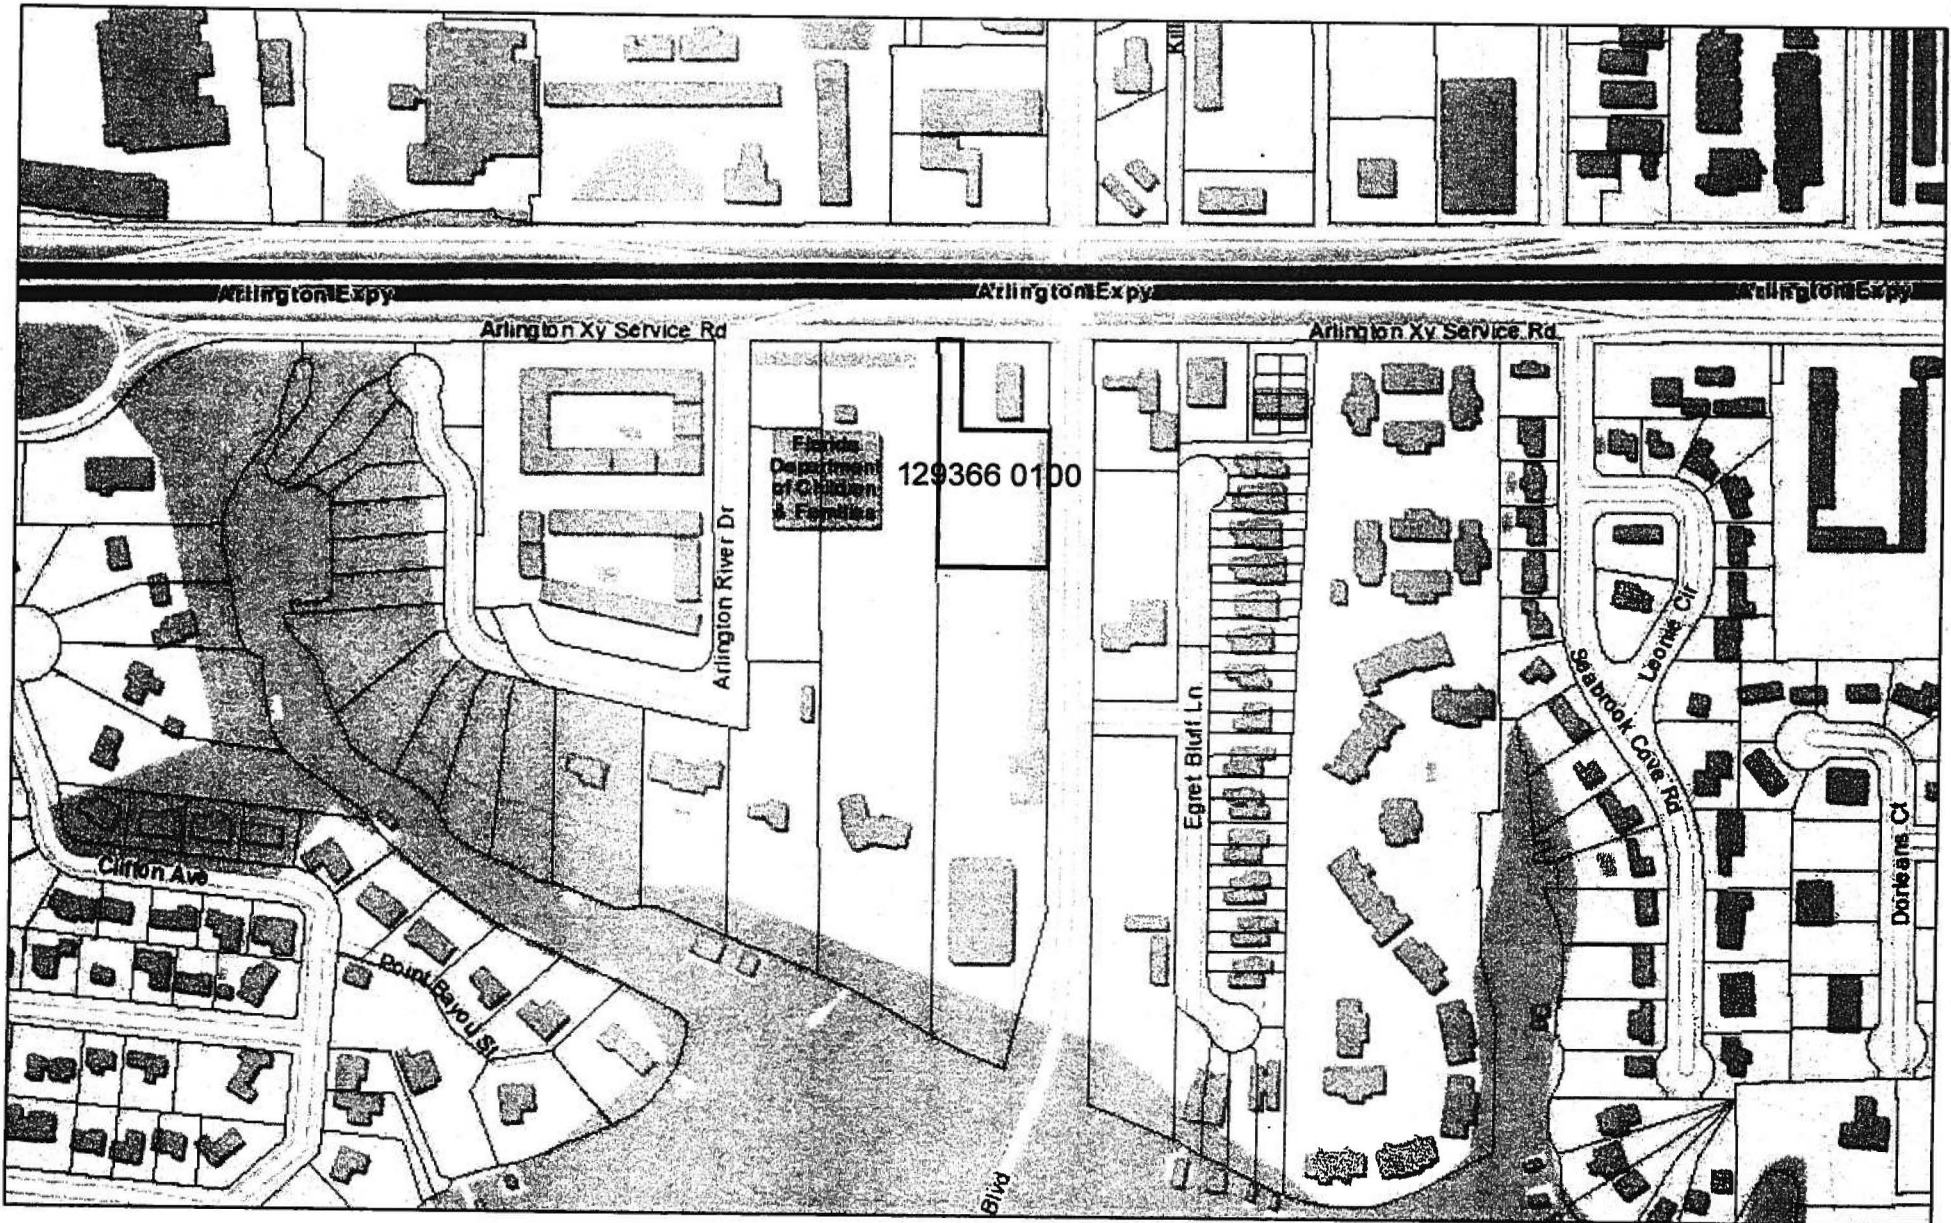 Kill
Arlington Expy
Arlington Expy
Arlington Expy
Arlington Xy Service Rd
Arlington Xy Service Rd
Florida
Department
of Children
& Families
129366 0100
Arlington River Dr
Egret Bluff Ln
Leonie Cir
Seabrook Cove Rd
Dorleans Ct
Clifton Ave
Point Bayou St
Blvd